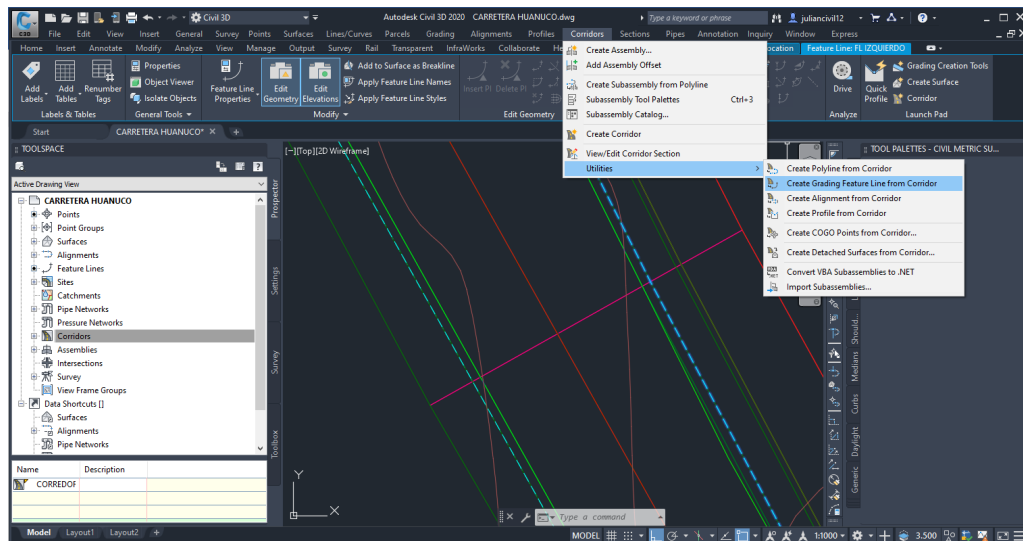 Civil 3D
Autodesk Civil 3D 2020 CARRETERA HUANUCO.dwg
Type a keyword or phrase
julianciv​il12
C3D File Edit View Insert General Survey Points Surfaces Lines/Curves Parcels Grading Alignments Profiles Corridors Sections Pipes Annotation Inquiry Window Express
Home Insert Annotate Modify Analyze View Manage Output Survey Rail Transparent InfraWorks Collaborate He
ocation Feature Line: FL IZQUIERDO
Add Labels
Add Tables
Renumber Tags
Labels & Tables
Properties
Object Viewer
Isolate Objects
General Tools
Feature Line Properties
Edit Geometry
Edit Elevations
Add to Surface as Breakline
Apply Feature Line Names
Apply Feature Line Styles
Modify
Insert PI Delete PI
Edit Geometry
Create Assembly...
Add Assembly Offset
Create Subassembly from Polyline
Subassembly Tool Palettes Ctrl+3
Subassembly Catalog...
Create Corridor
View/Edit Corridor Section
Utilities
Create Polyline from Corridor
Create Grading Feature Line from Corridor
Create Alignment from Corridor
Create Profile from Corridor
Create COGO Points from Corridor...
Create Detached Surfaces from Corridor...
Convert VBA Subassemblies to .NET
Import Subassemblies...
Drive
Analyze
Quick Profile
Grading Creation Tools
Create Surface
Corridor
Launch Pad
Start CARRETERA HUANUCO* × +
TOOLSPACE
Active Drawing View
CARRETERA HUANUCO
Points
Point Groups
Surfaces
Alignments
Feature Lines
Sites
Catchments
Pipe Networks
Pressure Networks
Corridors
Assemblies
Intersections
Survey
View Frame Groups
Data Shortcuts []
Surfaces
Alignments
Pipe Networks
Name Description
CORREDOF
Prospector
Settings
Survey
Toolbox
[-][Top][2D Wireframe]
Y
X
TOOL PALETTES - CIVIL METRIC SU...
Should...
Medians
Curbs
Daylight
Generic
Type a command
Model Layout1 Layout2 +
MODEL 1:1000 3.500